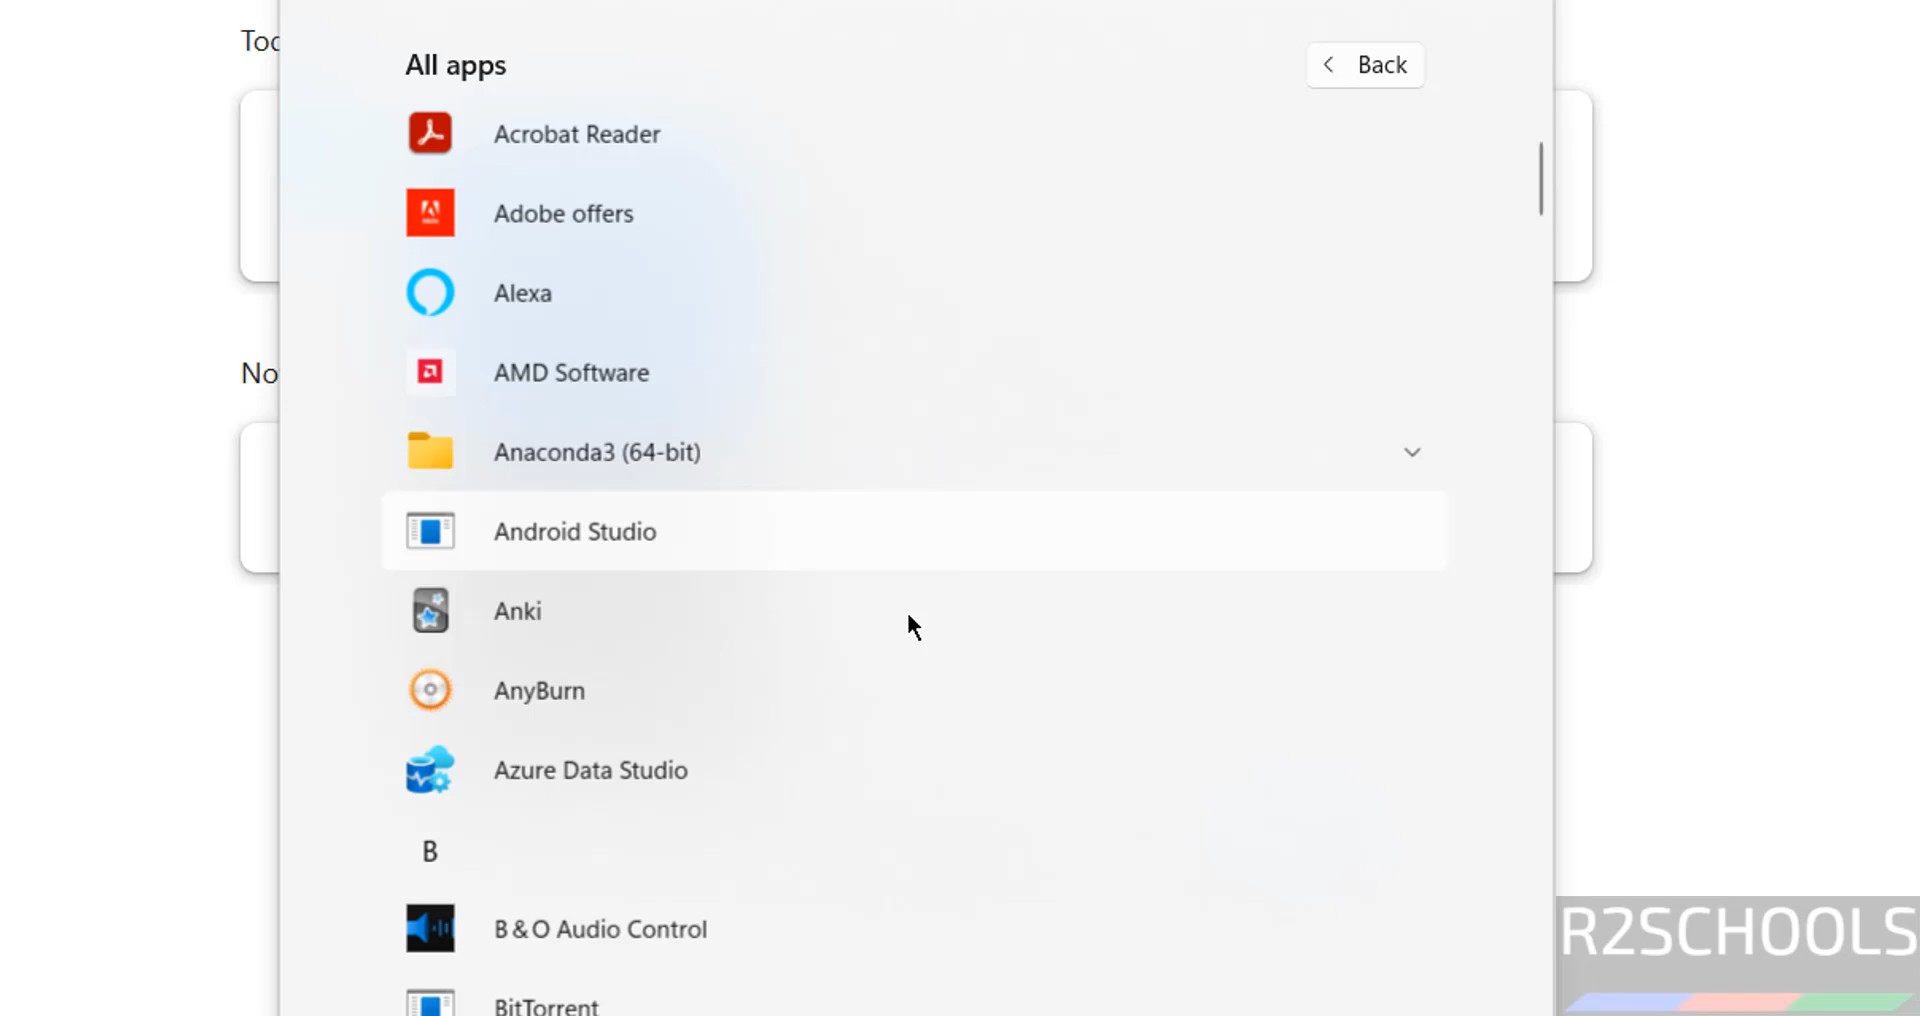 Toc
All apps
Back
Acrobat Reader
Adobe offers
Alexa
No
AMD Software
Anaconda3 (64-bit)
Android Studio
Anki
AnyBurn
Azure Data Studio
B
B&O Audio Control
BitTorrent
R2SCHOOLS